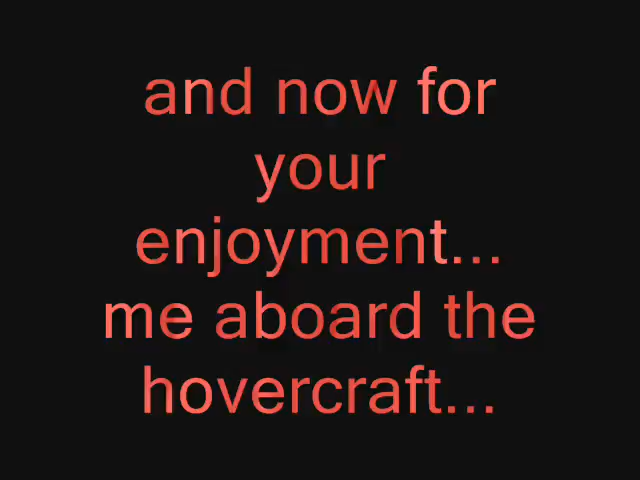 and now for
your
enjoyment...
me aboard the
hovercraft...